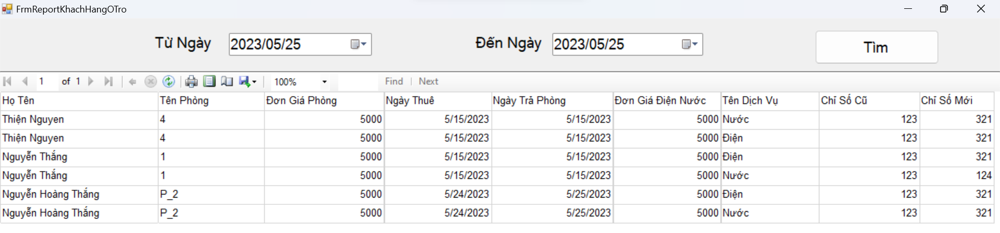 FrmReportKhachHangOTro
Từ Ngày 2023/05/25 Đến Ngày 2023/05/25 Tìm
1 of 1 100% Find | Next
Họ Tên Tên Phòng Đơn Giá Phòng Ngày Thuê Ngày Trả Phòng Đơn Giá Điện Nước Tên Dịch Vụ Chỉ Số Cũ Chỉ Số Mới
Thiện Nguyen 4 5000 5/15/2023 5/15/2023 5000 Nước 123 321
Thiện Nguyen 4 5000 5/15/2023 5/15/2023 5000 Điện 123 321
Nguyễn Thắng 1 5000 5/15/2023 5/15/2023 5000 Điện 123 321
Nguyễn Thắng 1 5000 5/15/2023 5/15/2023 5000 Nước 123 124
Nguyễn Hoàng Thắng P_2 5000 5/24/2023 5/25/2023 5000 Điện 123 321
Nguyễn Hoàng Thắng P_2 5000 5/24/2023 5/25/2023 5000 Nước 123 321